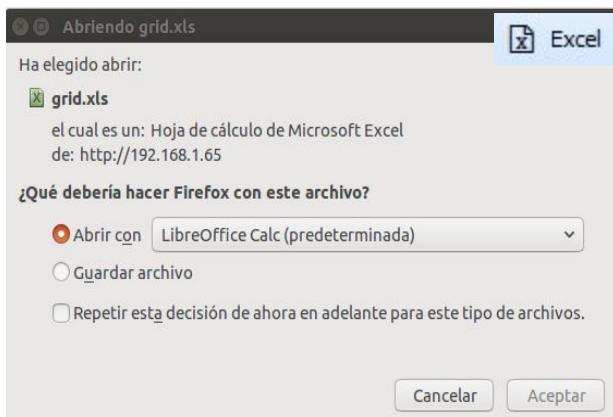 Abriendo grid.xls
Excel
Ha elegido abrir:
grid.xls
el cual es un: Hoja de cálculo de Microsoft Excel
de: http://192.168.1.65
¿Qué debería hacer Firefox con este archivo?
Abrir con LibreOffice Calc (predeterminada)
Guardar archivo
Repetir esta decisión de ahora en adelante para este tipo de archivos.
Cancelar Aceptar